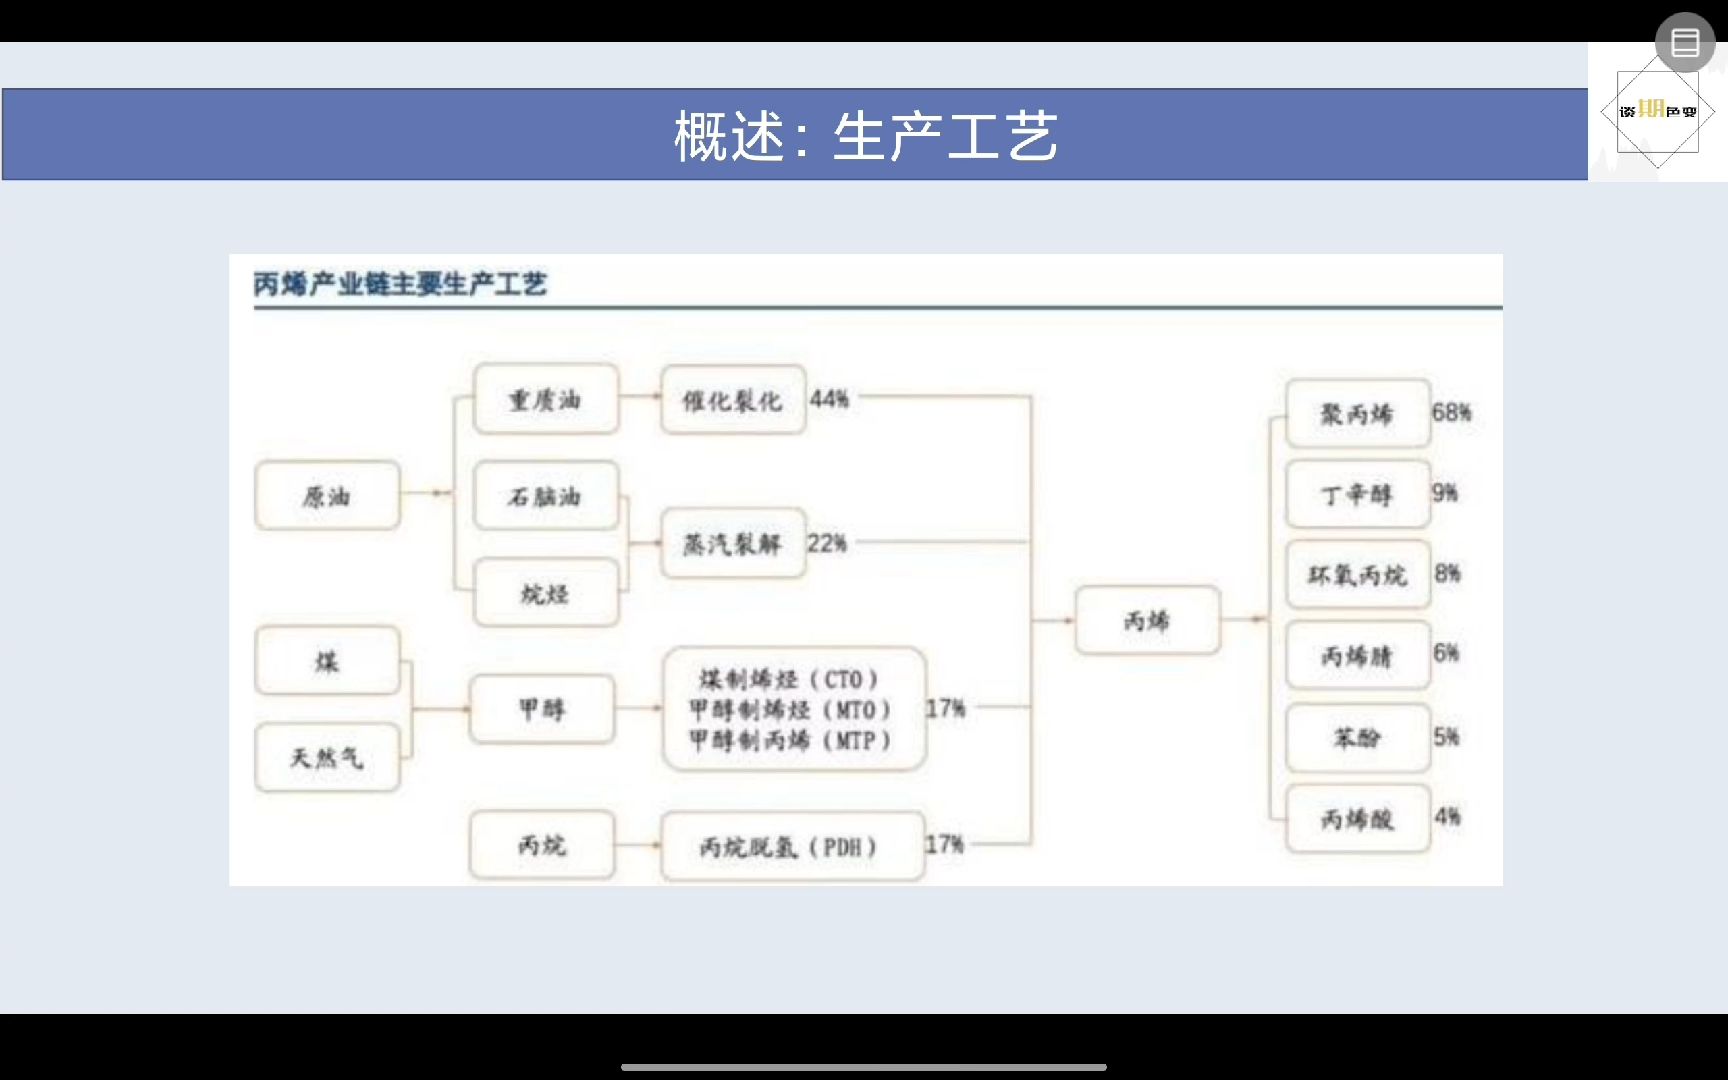 概述：生产工艺
谈期色变
丙烯产业链主要生产工艺
重质油
催化裂化
44%
原油
石脑油
蒸汽裂解
22%
烷烃
煤
天然气
甲醇
煤制烯烃（CTO）
甲醇制烯烃（MTO）
甲醇制丙烯（MTP）
17%
丙烷
丙烷脱氢（PDH）
17%
丙烯
聚丙烯
68%
丁辛醇
9%
环氧丙烷
8%
丙烯腈
6%
苯酚
5%
丙烯酸
4%